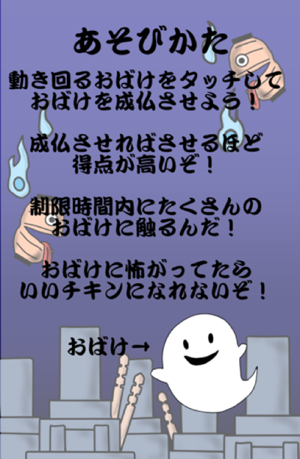 あそびかた
動き回るおばけをタッチして
おばけを成仏させよう！
成仏させればさせるほど
得点が高いぞ！
制限時間内にたくさんの
おばけに触るんだ！
おばけに怖がってたら
いいチキンになれないぞ！
おばけ→